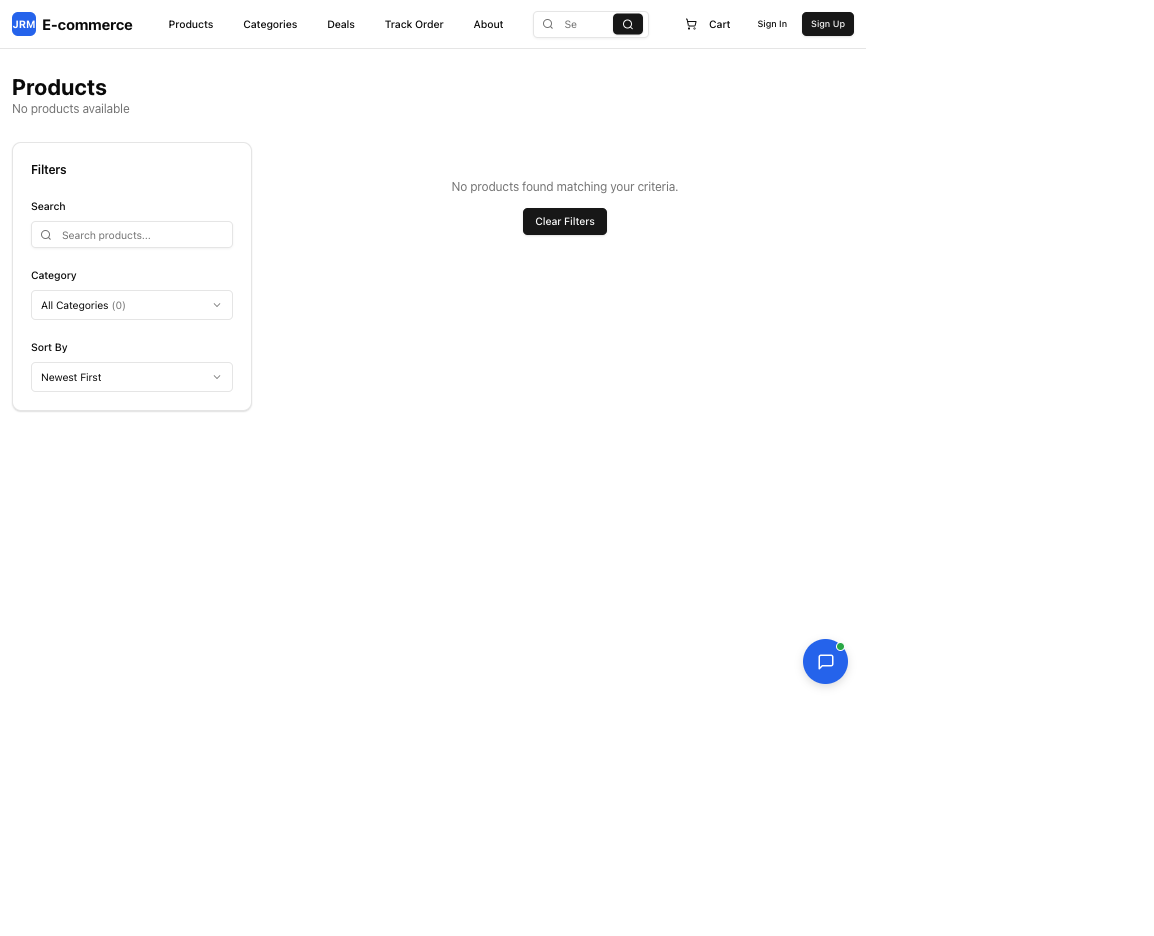 JRM E-commerce Products Categories Deals Track Order About Se Cart Sign In Sign Up
Products
No products available
Filters
Search
Search products...
Category
All Categories (0)
Sort By
Newest First
No products found matching your criteria.
Clear Filters